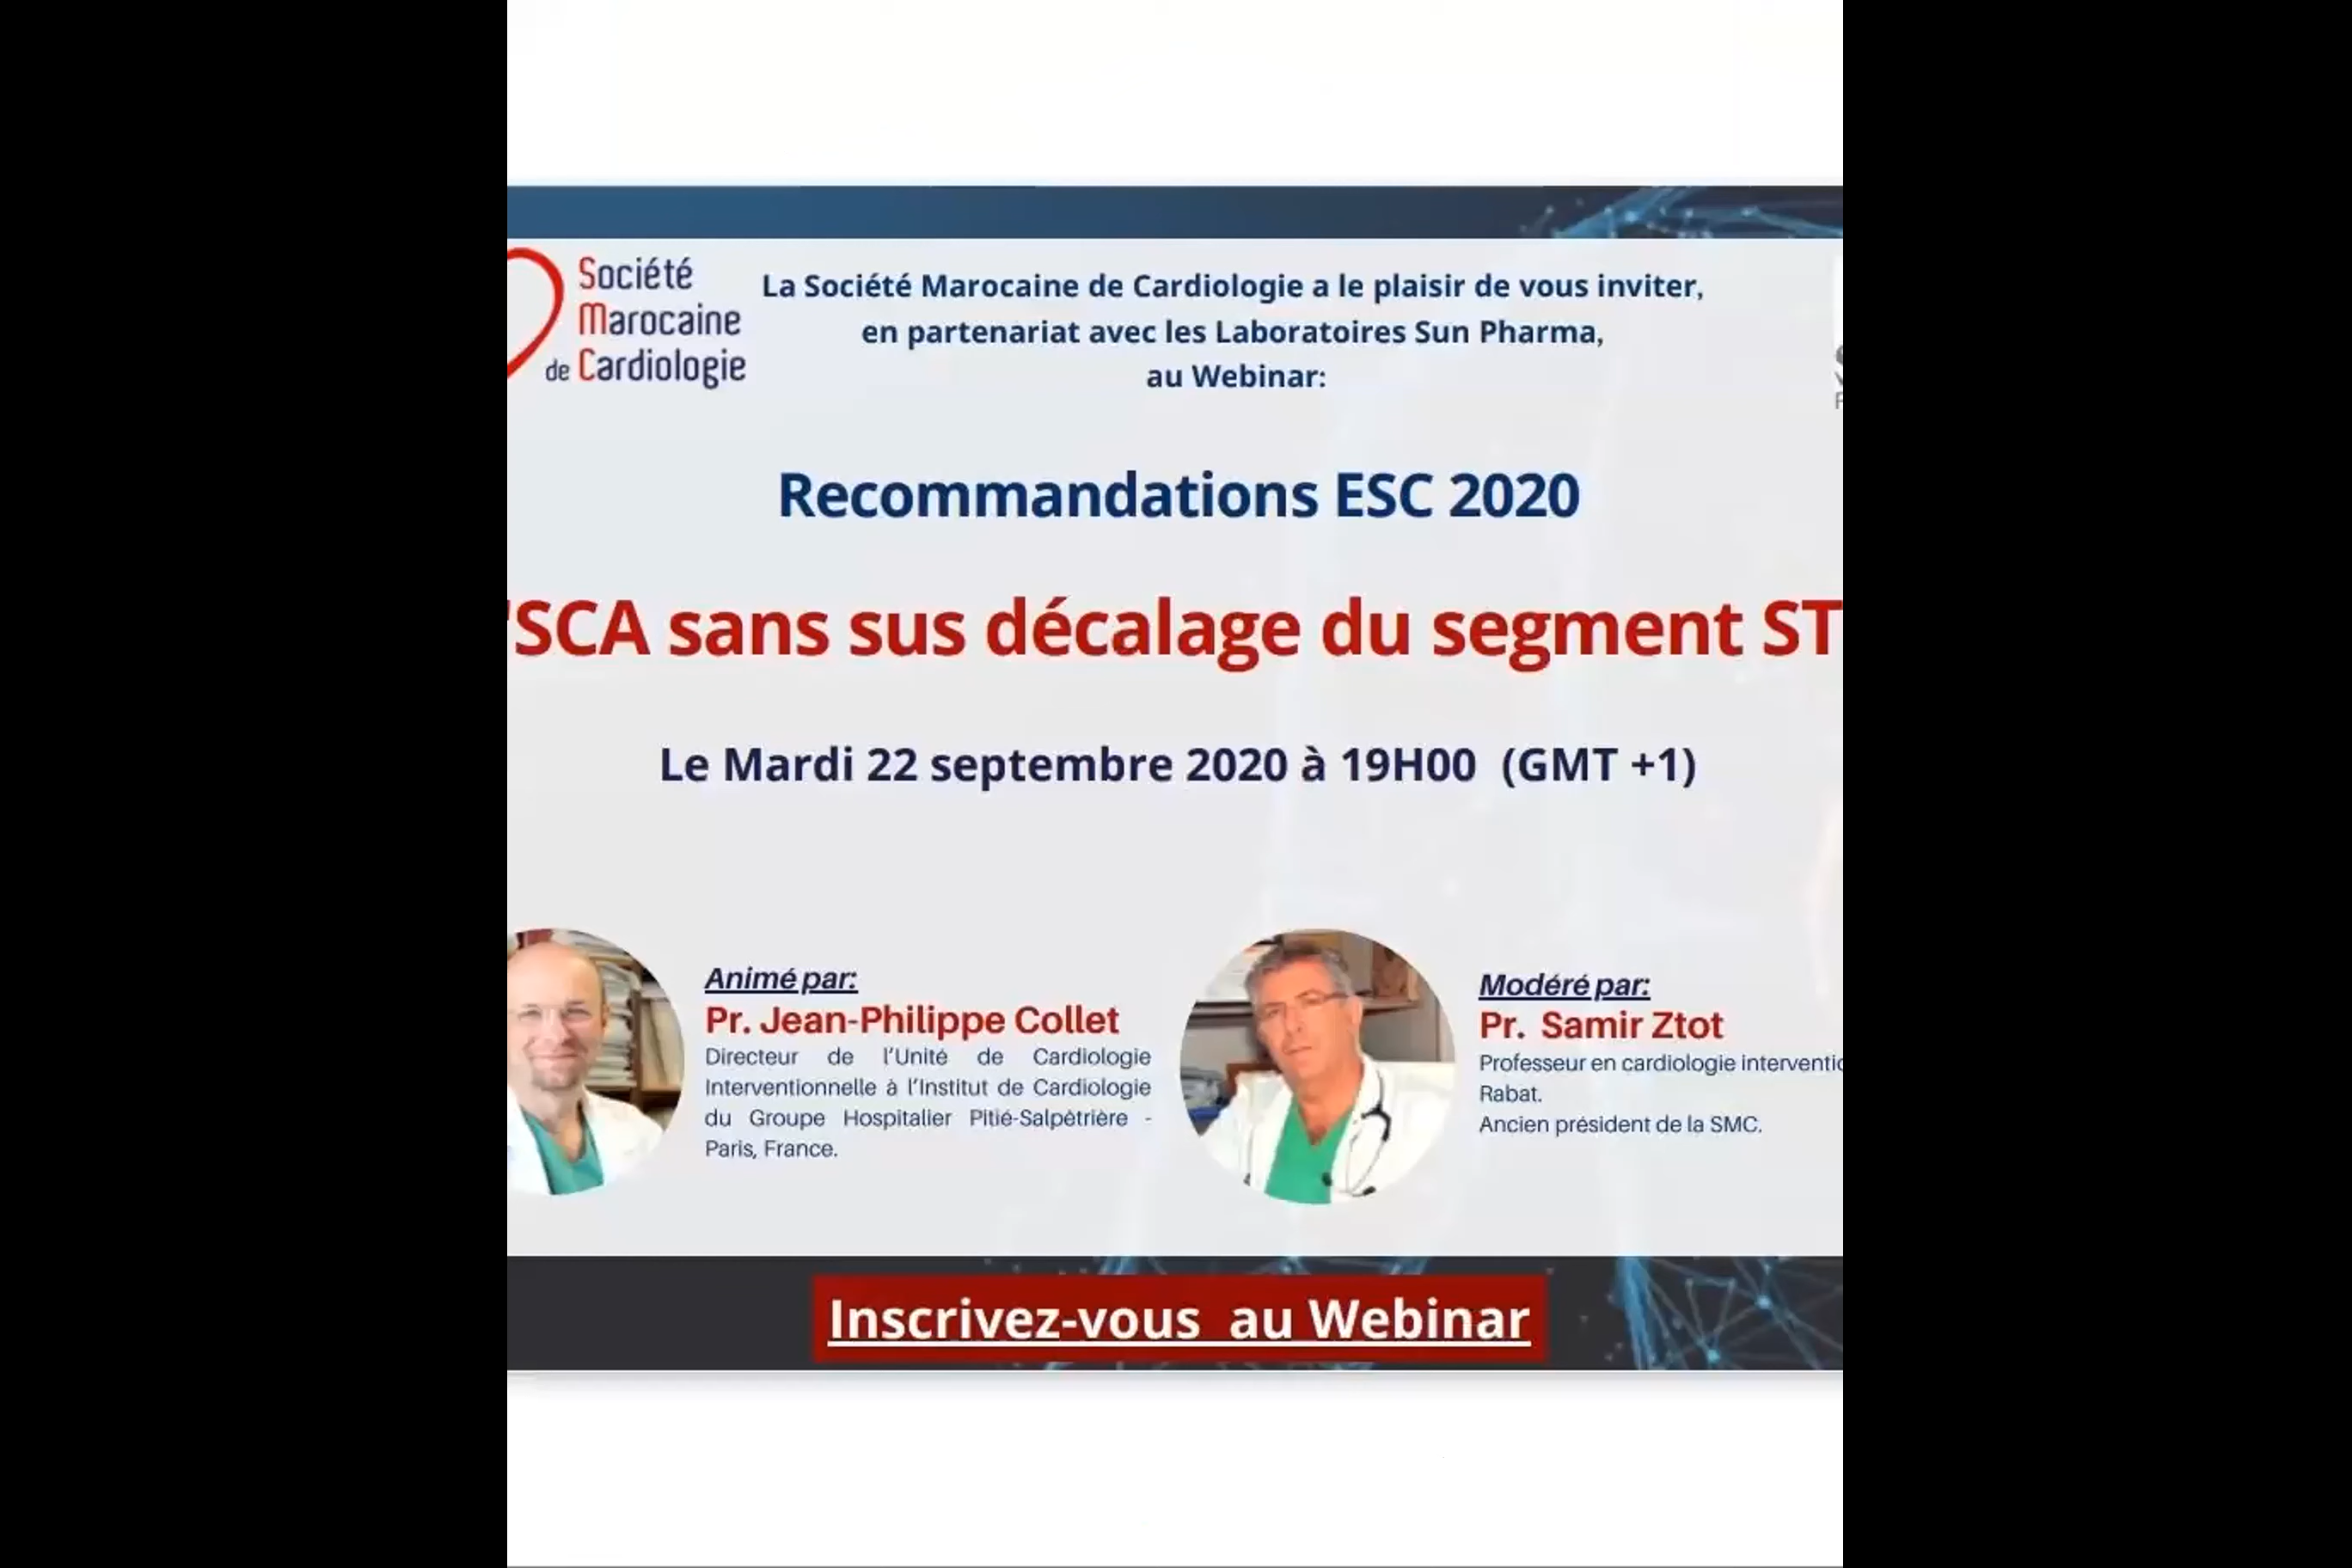 Société
Marocaine
de Cardiologie
La Société Marocaine de Cardiologie a le plaisir de vous inviter,
en partenariat avec les Laboratoires Sun Pharma,
au Webinar:
Recommandations ESC 2020
'SCA sans sus décalage du segment ST
Le Mardi 22 septembre 2020 à 19H00 (GMT +1)
Animé par:
Pr. Jean-Philippe Collet
Directeur de l'Unité de Cardiologie
Interventionnelle à l'Institut de Cardiologie
du Groupe Hospitalier Pitié-Salpêtrière -
Paris, France.
Modéré par:
Pr. Samir Ztot
Professeur en cardiologie interventio
Rabat.
Ancien président de la SMC.
Inscrivez-vous au Webinar